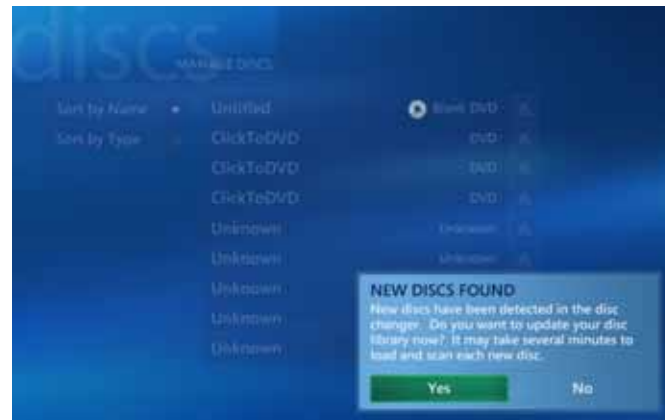 discs
MANAGE DISCS
Sort by Name
Untitled
Blank DVD
Sort by Type
ClickToDVD
DVD
ClickToDVD
DVD
ClickToDVD
DVD
Unknown
Unknown
Unknown
Unknown
Unknown
Unknown
Unknown
NEW DISCS FOUND
New discs have been detected in the disc
changer. Do you want to update your disc
library now? It may take several minutes to
load and scan each new disc.
Yes
No